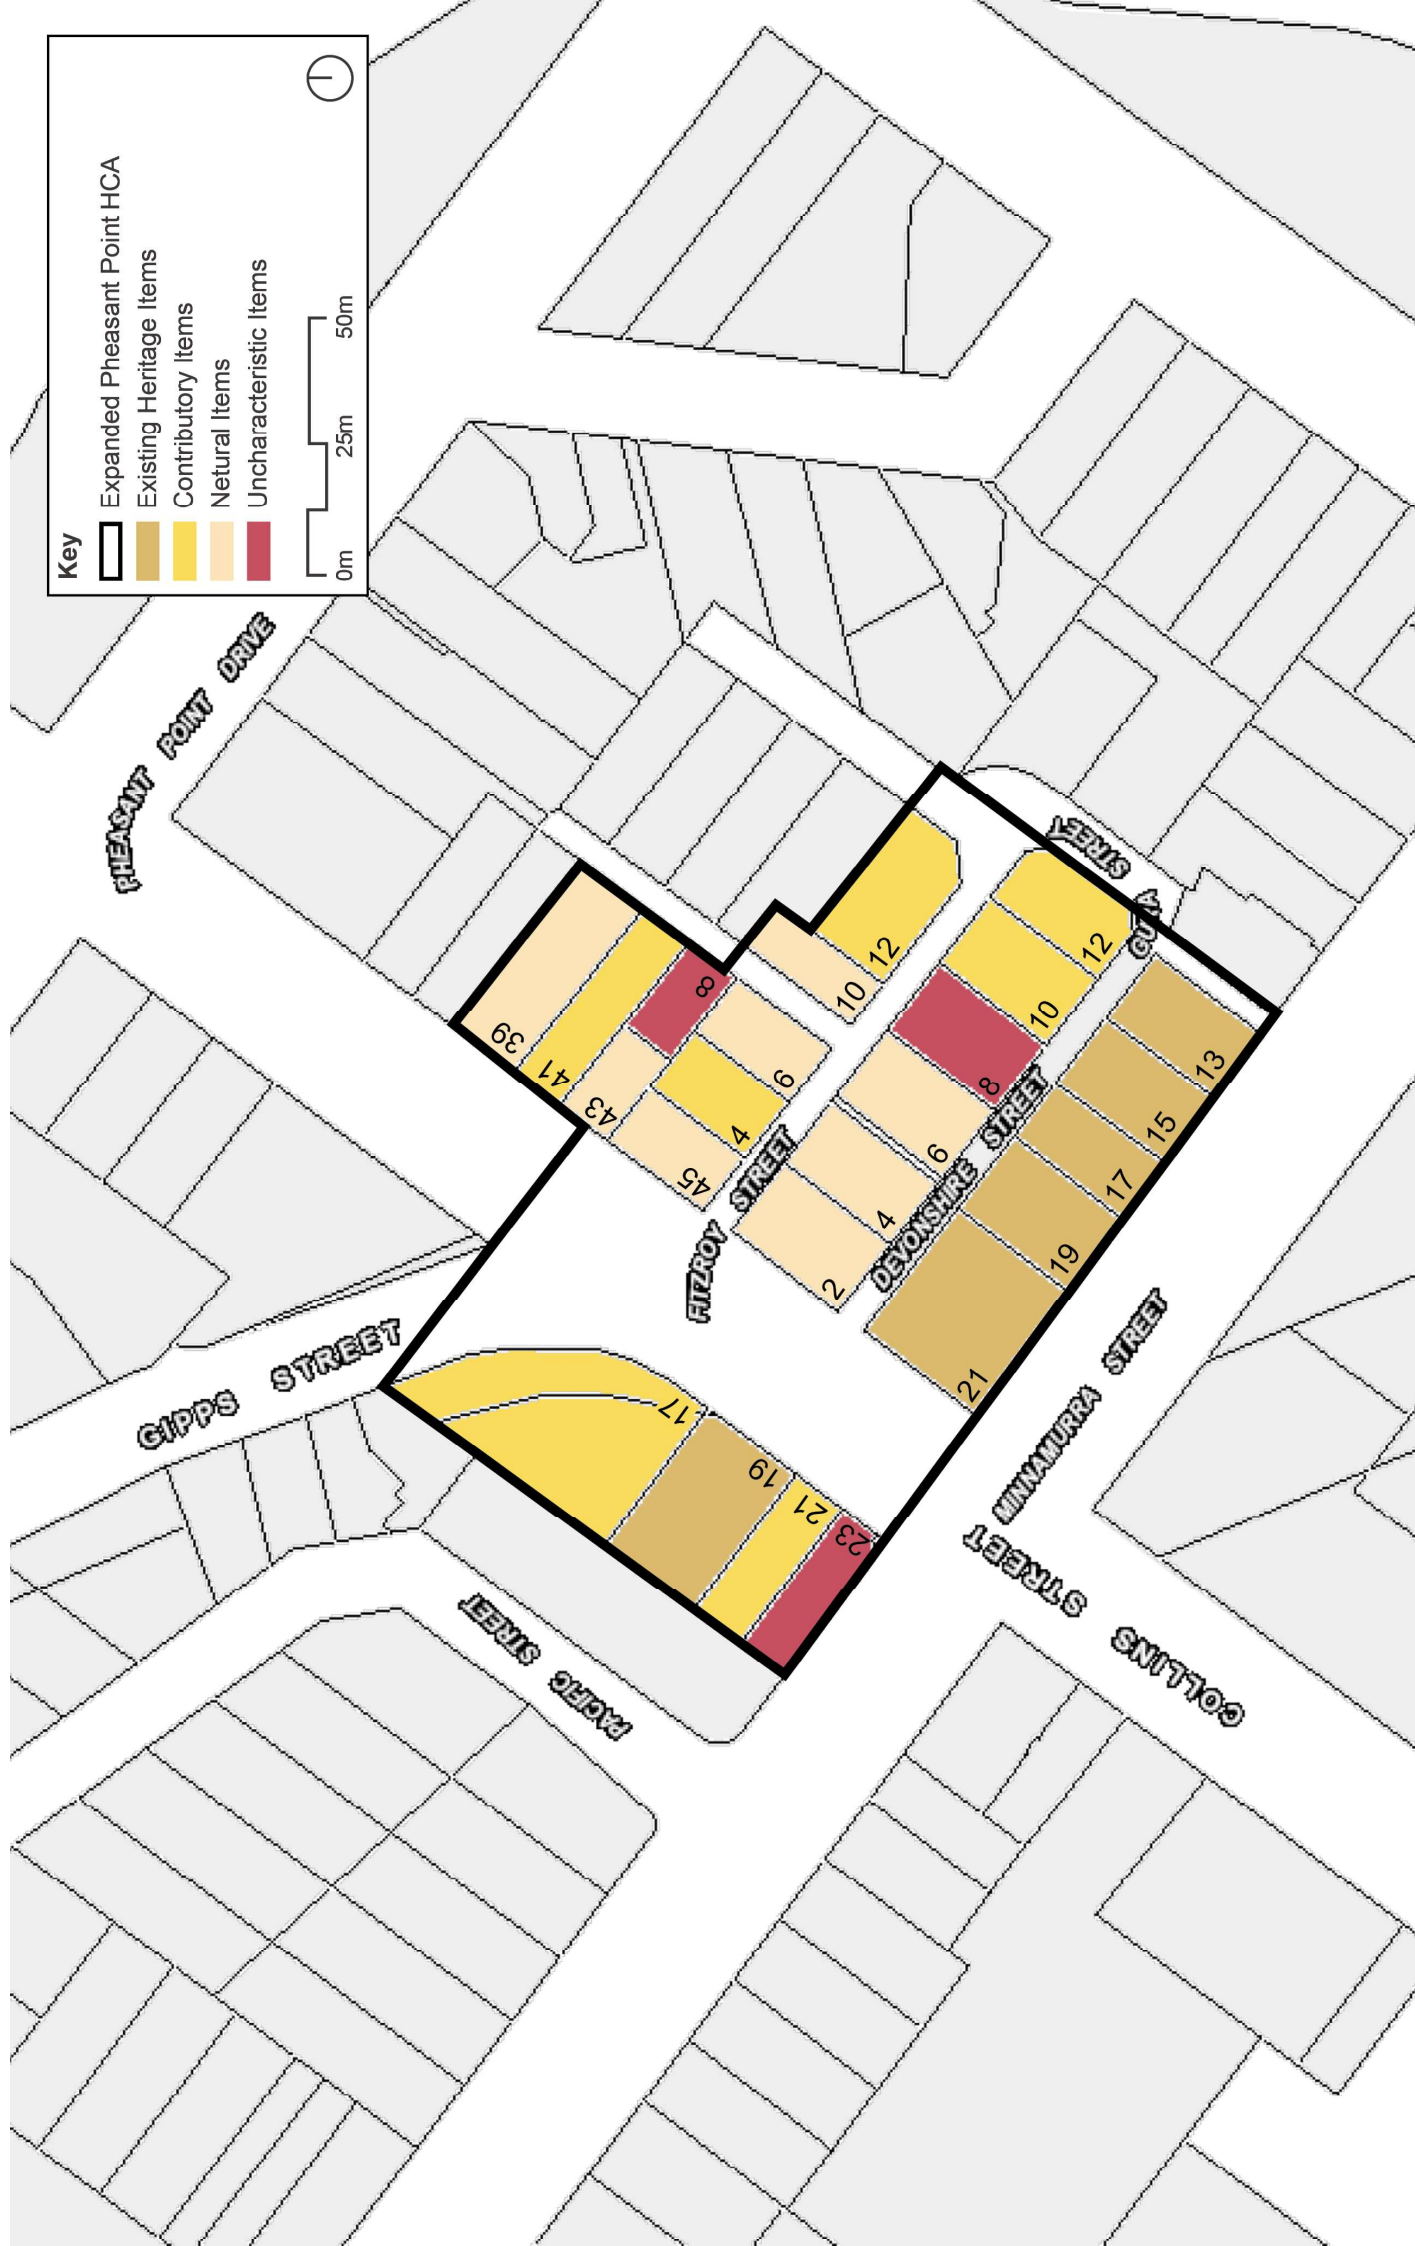 Key
Expanded Pheasant Point HCA
Existing Heritage Items
Contributory Items
Netural Items
Uncharacteristic Items
0m 25m 50m
PHEASANT POINT DRIVE
GIPPS STREET
PACIFIC STREET
FITZROY STREET
DEVONSHIRE STREET
GUTA STREET
MINNAMURRA STREET
COLLINS STREET
39
41
43
45
8
4
6
10
12
2
4
6
8
10
12
21
19
17
15
13
17
19
21
23